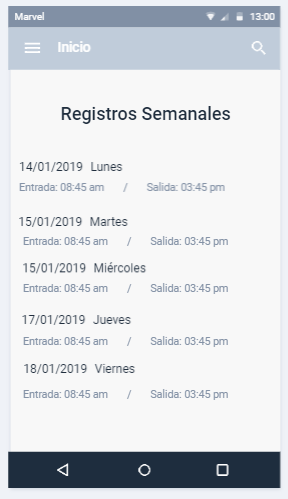 Marvel 13:00
Inicio
Registros Semanales
14/01/2019 Lunes
Entrada: 08:45 am / Salida: 03:45 pm
15/01/2019 Martes
Entrada: 08:45 am / Salida: 03:45 pm
15/01/2019 Miércoles
Entrada: 08:45 am / Salida: 03:45 pm
17/01/2019 Jueves
Entrada: 08:45 am / Salida: 03:45 pm
18/01/2019 Viernes
Entrada: 08:45 am / Salida: 03:45 pm